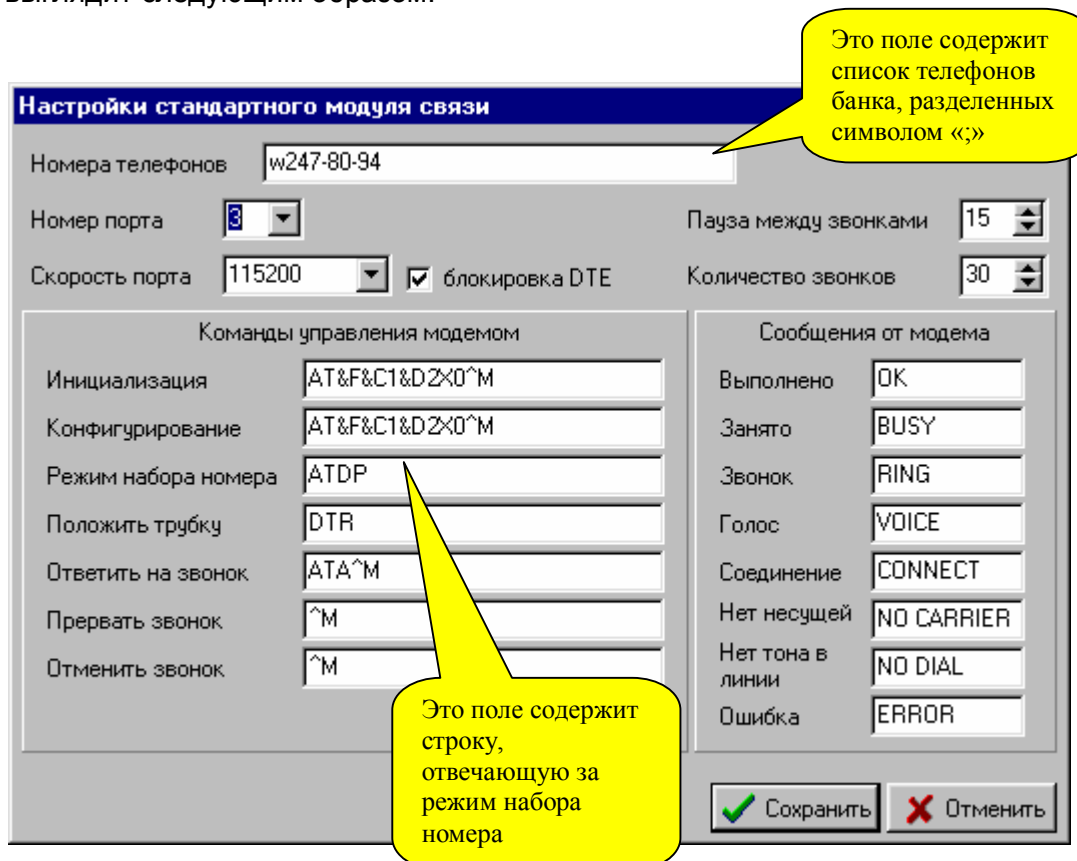 выглядит следующим образом:
Это поле содержит
список телефонов
банка, разделенных
символом «;»
Настройки стандартного модуля связи
Номера телефонов w247-80-94
Номер порта 3 Пауза между звонками 15
Скорость порта 115200 блокировка DTE Количество звонков 30
Команды управления модемом
Инициализация AT&F&C1&D2X0^M
Конфигурирование AT&F&C1&D2X0^M
Режим набора номера ATDP
Положить трубку DTR
Ответить на звонок ATA^M
Прервать звонок ^M
Отменить звонок ^M
Это поле содержит
строку,
отвечающую за
режим набора
номера
Сообщения от модема
Выполнено OK
Занято BUSY
Звонок RING
Голос VOICE
Соединение CONNECT
Нет несущей NO CARRIER
Нет тона в
линии NO DIAL
Ошибка ERROR
Сохранить Отменить